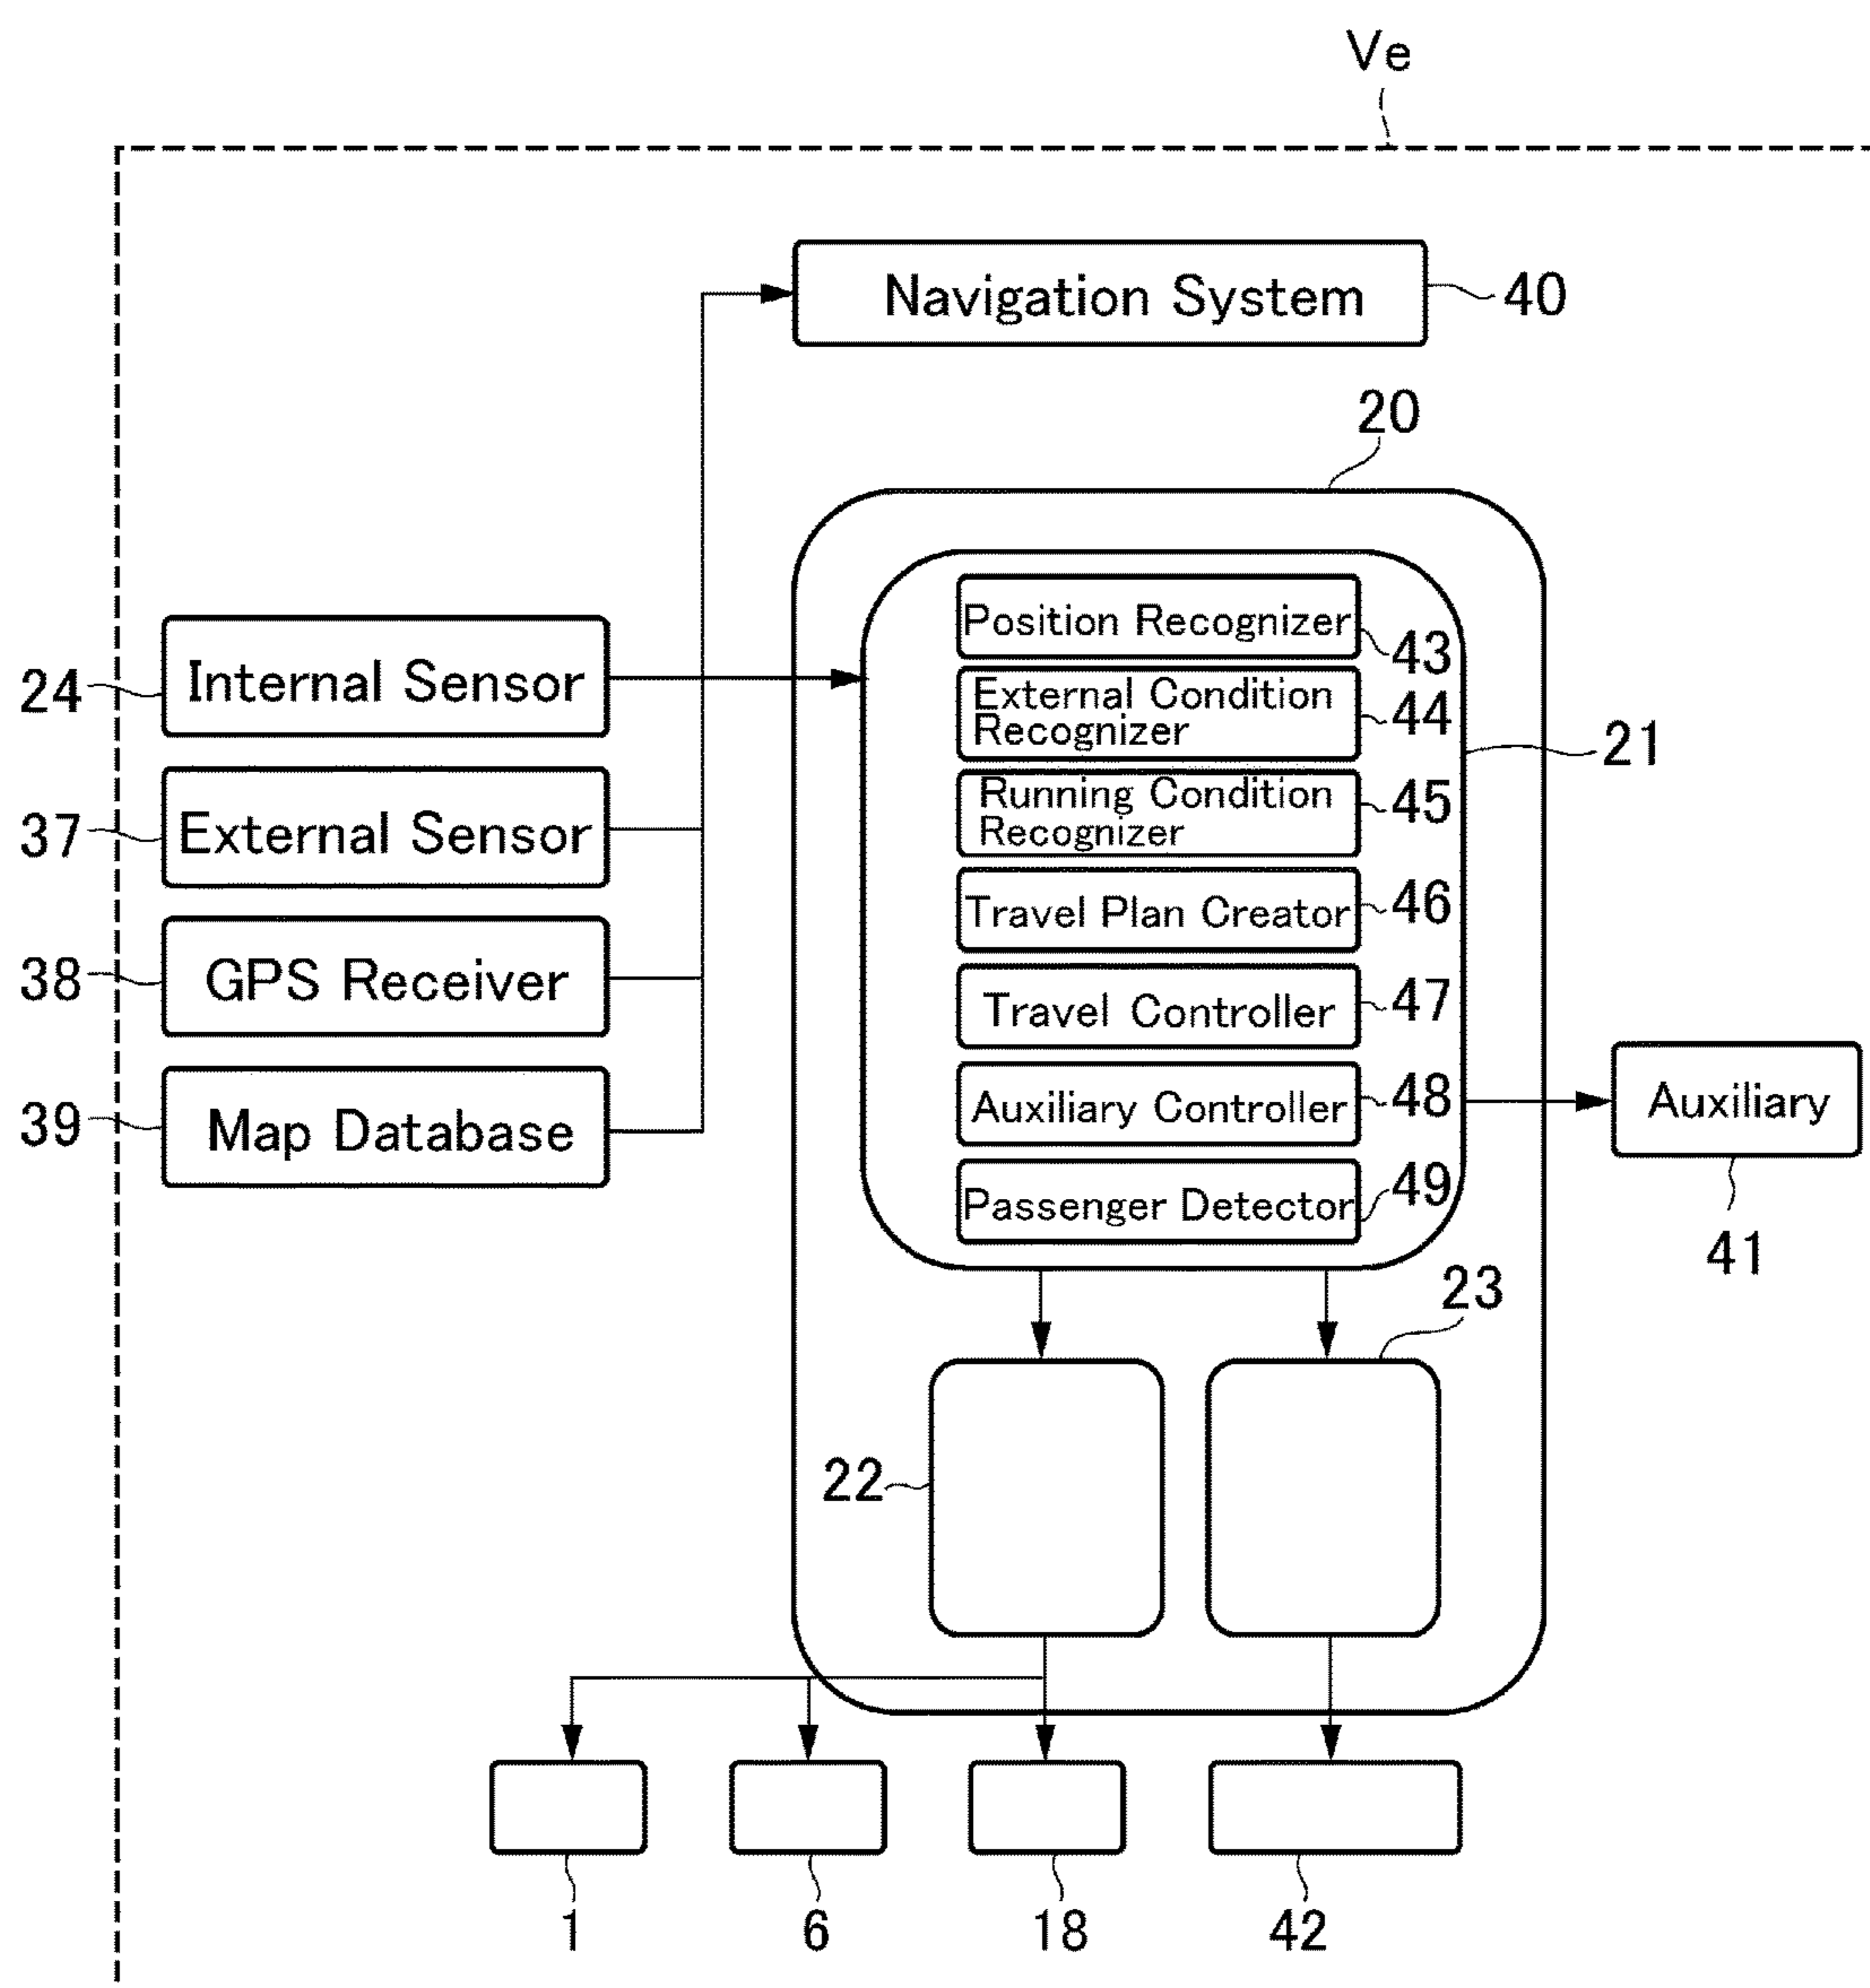 Ve
Navigation System
40
20
Position Recognizer
43
24
Internal Sensor
External Condition
Recognizer
44
21
37
External Sensor
Running Condition
Recognizer
45
Travel Plan Creator
46
38
GPS Receiver
Travel Controller
47
39
Map Database
Auxiliary Controller
48
Auxiliary
41
Passenger Detector
49
23
22
1
6
18
42